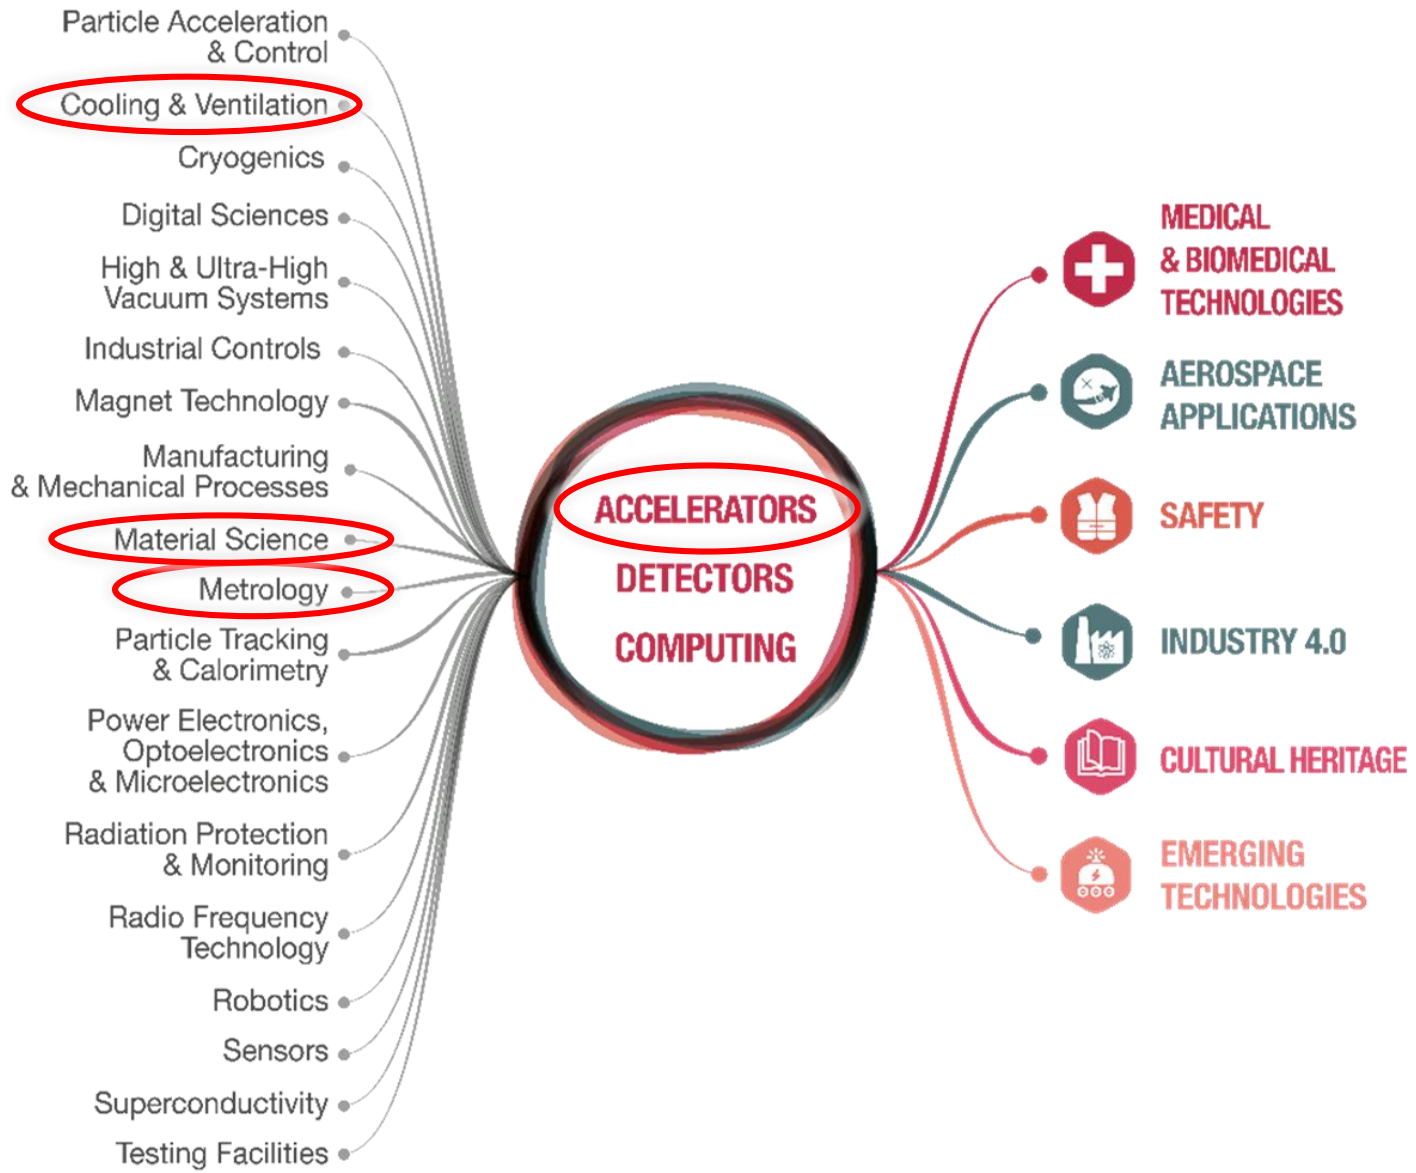 Particle Acceleration
& Control
Cooling & Ventilation
Cryogenics
Digital Sciences
High & Ultra-High
Vacuum Systems
Industrial Controls
Magnet Technology
Manufacturing
& Mechanical Processes
Material Science
Metrology
Particle Tracking
& Calorimetry
Power Electronics,
Optoelectronics
& Microelectronics
Radiation Protection
& Monitoring
Radio Frequency
Technology
Robotics
Sensors
Superconductivity
Testing Facilities
ACCELERATORS
DETECTORS
COMPUTING
MEDICAL
& BIOMEDICAL
TECHNOLOGIES
AEROSPACE
APPLICATIONS
SAFETY
INDUSTRY 4.0
CULTURAL HERITAGE
EMERGING
TECHNOLOGIES